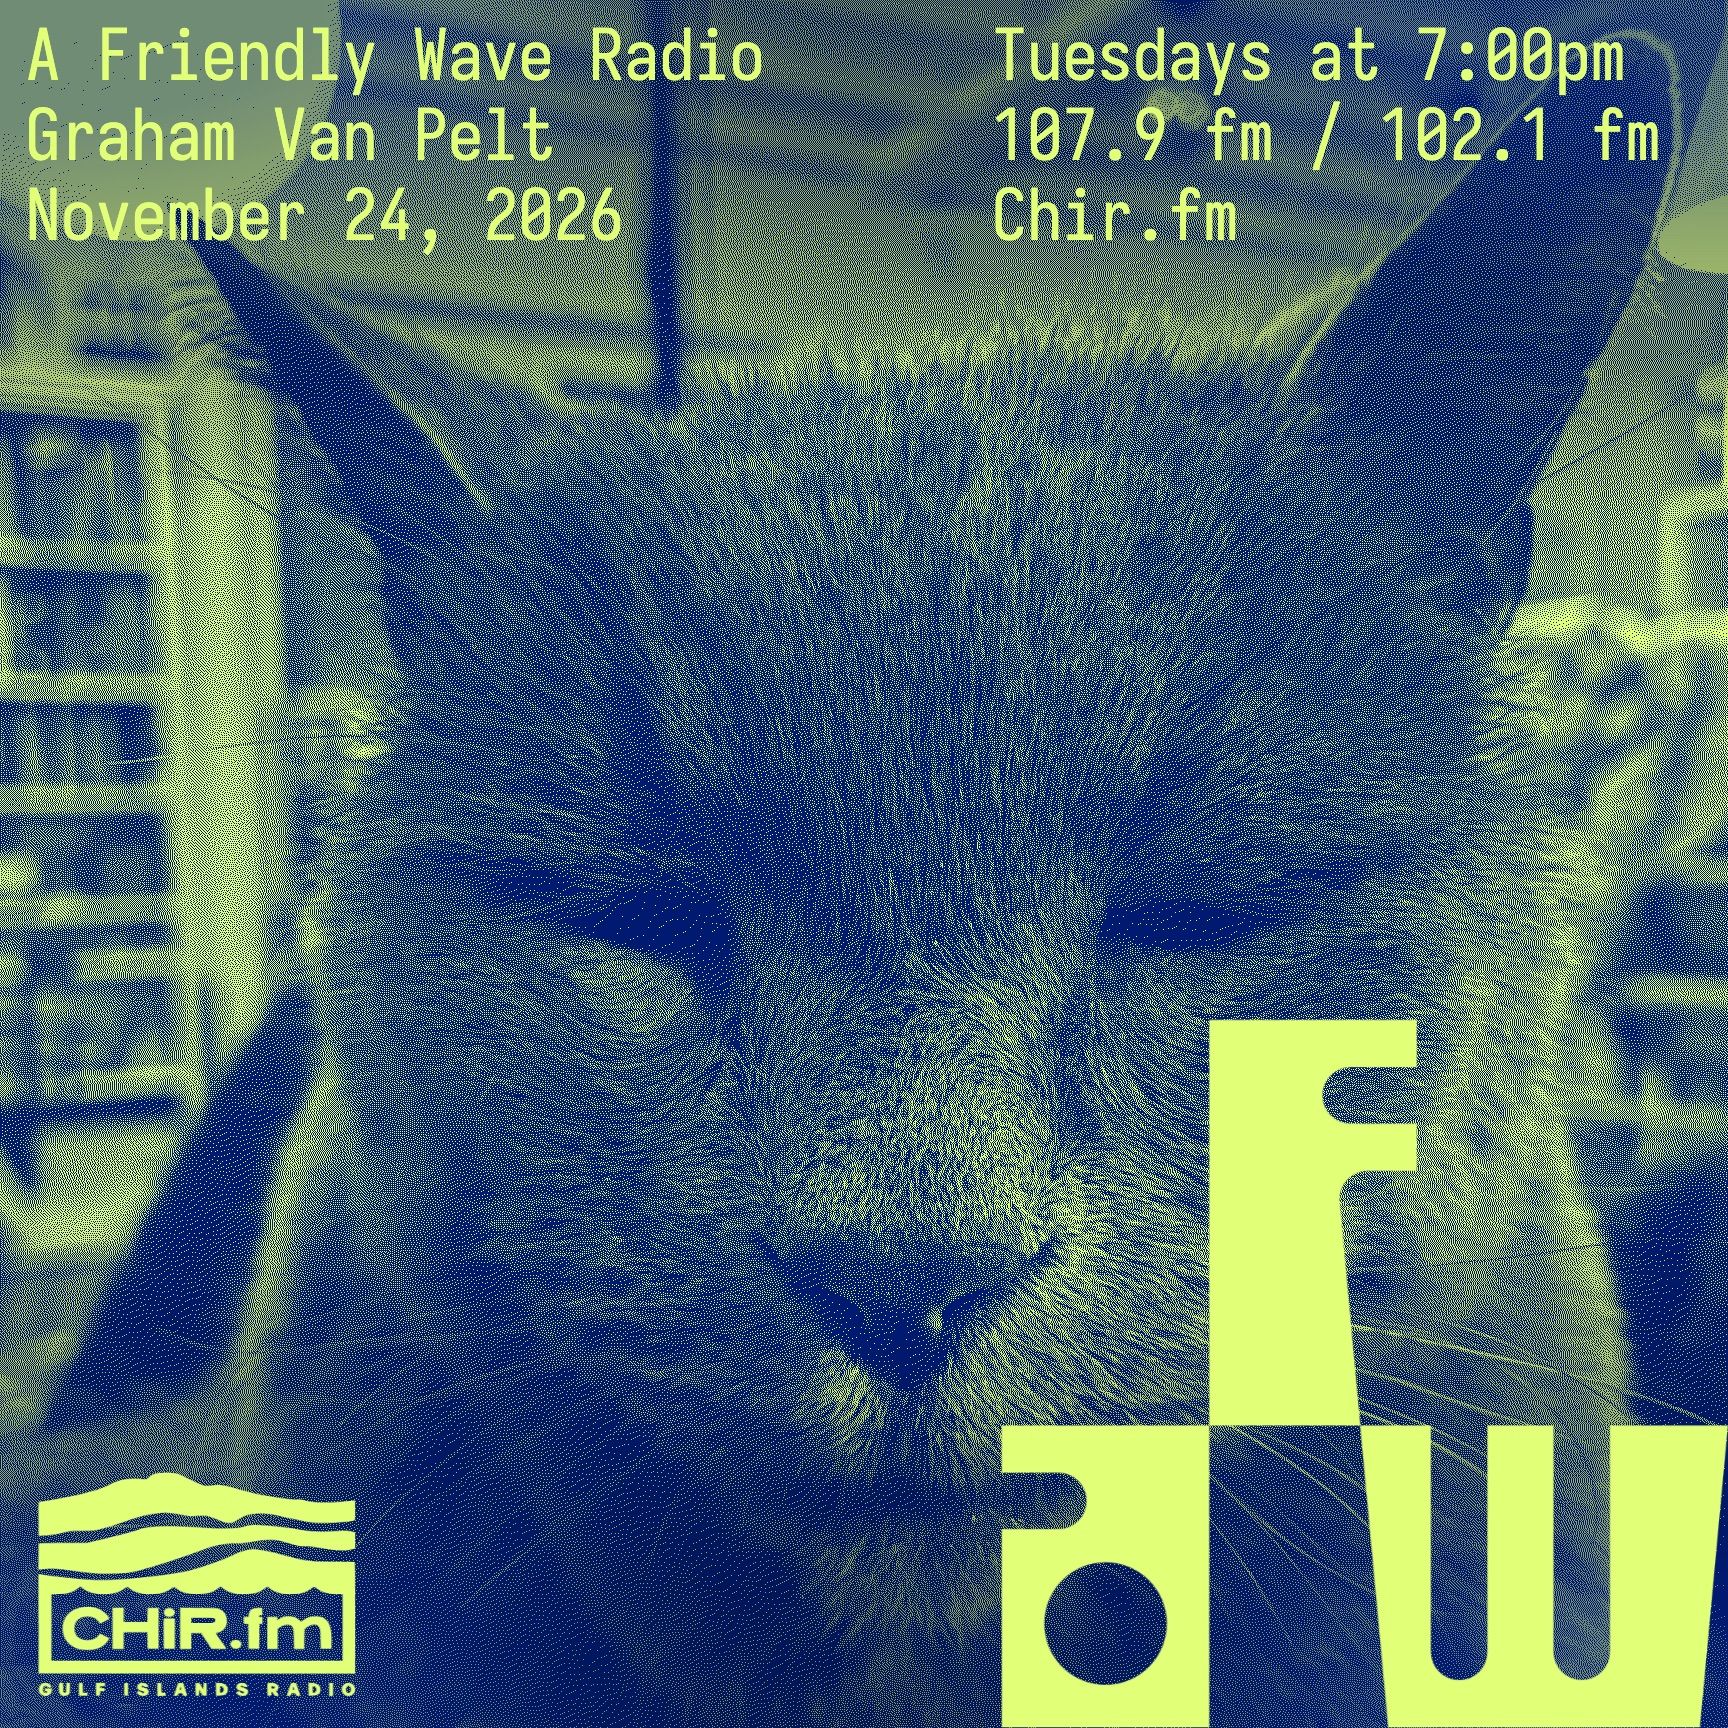 A Friendly Wave Radio
Graham Van Pelt
November 24, 2026
Tuesdays at 7:00pm
107.9 fm / 102.1 fm
Chir.fm
F
aW
CHiR.fm
GULF ISLANDS RADIO